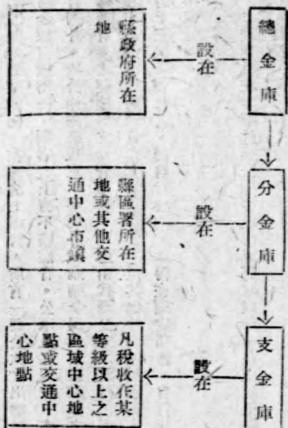 總金庫
設在
縣政府所在
地
分金庫
設在
縣區署所在
地或其他交
通中心市鎮
支金庫
設在
凡稅收在某
等級以上之
區域中心地
點或交通中
心地點